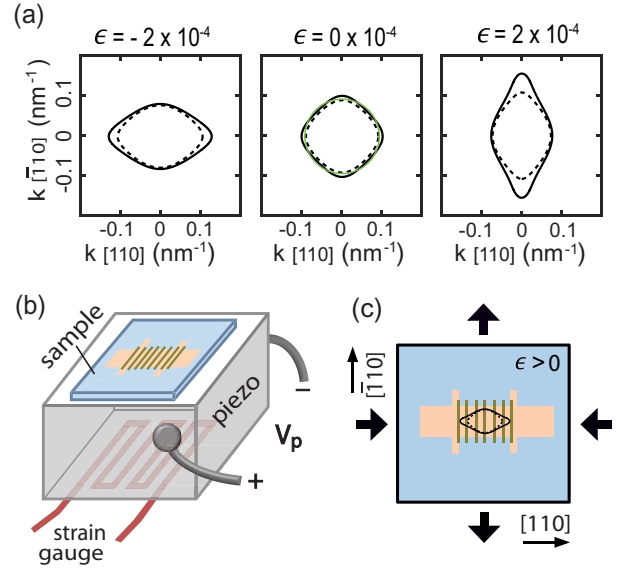 (a)
ϵ = - 2 x 10⁻⁴
ϵ = 0 x 10⁻⁴
ϵ = 2 x 10⁻⁴
k [1̄10] (nm⁻¹)
0.1
0
-0.1
-0.1 0 0.1
-0.1 0 0.1
-0.1 0 0.1
k [110] (nm⁻¹)
k [110] (nm⁻¹)
k [110] (nm⁻¹)
(b)
sample
piezo
−
Vp
+
strain
gauge
(c)
ϵ > 0
[1̄10]
[110]